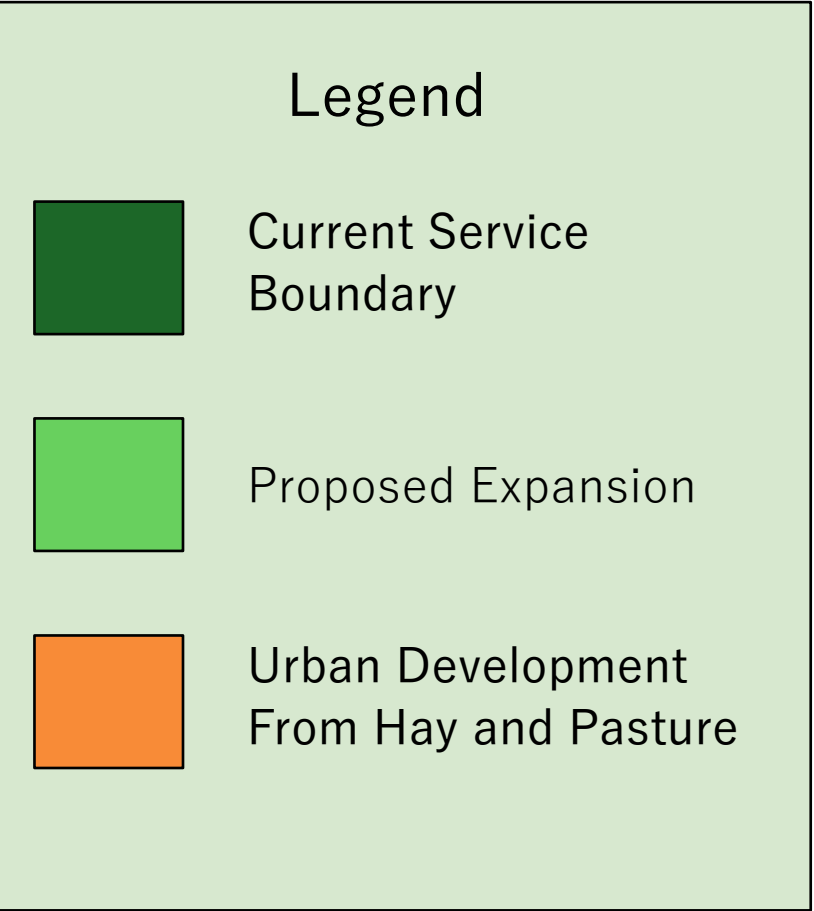 Legend
Current Service
Boundary
Proposed Expansion
Urban Development
From Hay and Pasture